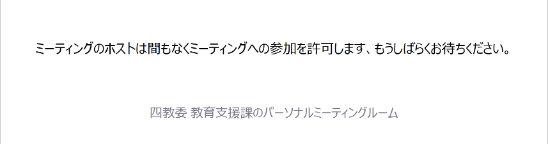 ミーティングのホストは間もなくミーティングへの参加を許可します、もうしばらくお待ちください。
四教委 教育支援課のパーソナルミーティングルーム